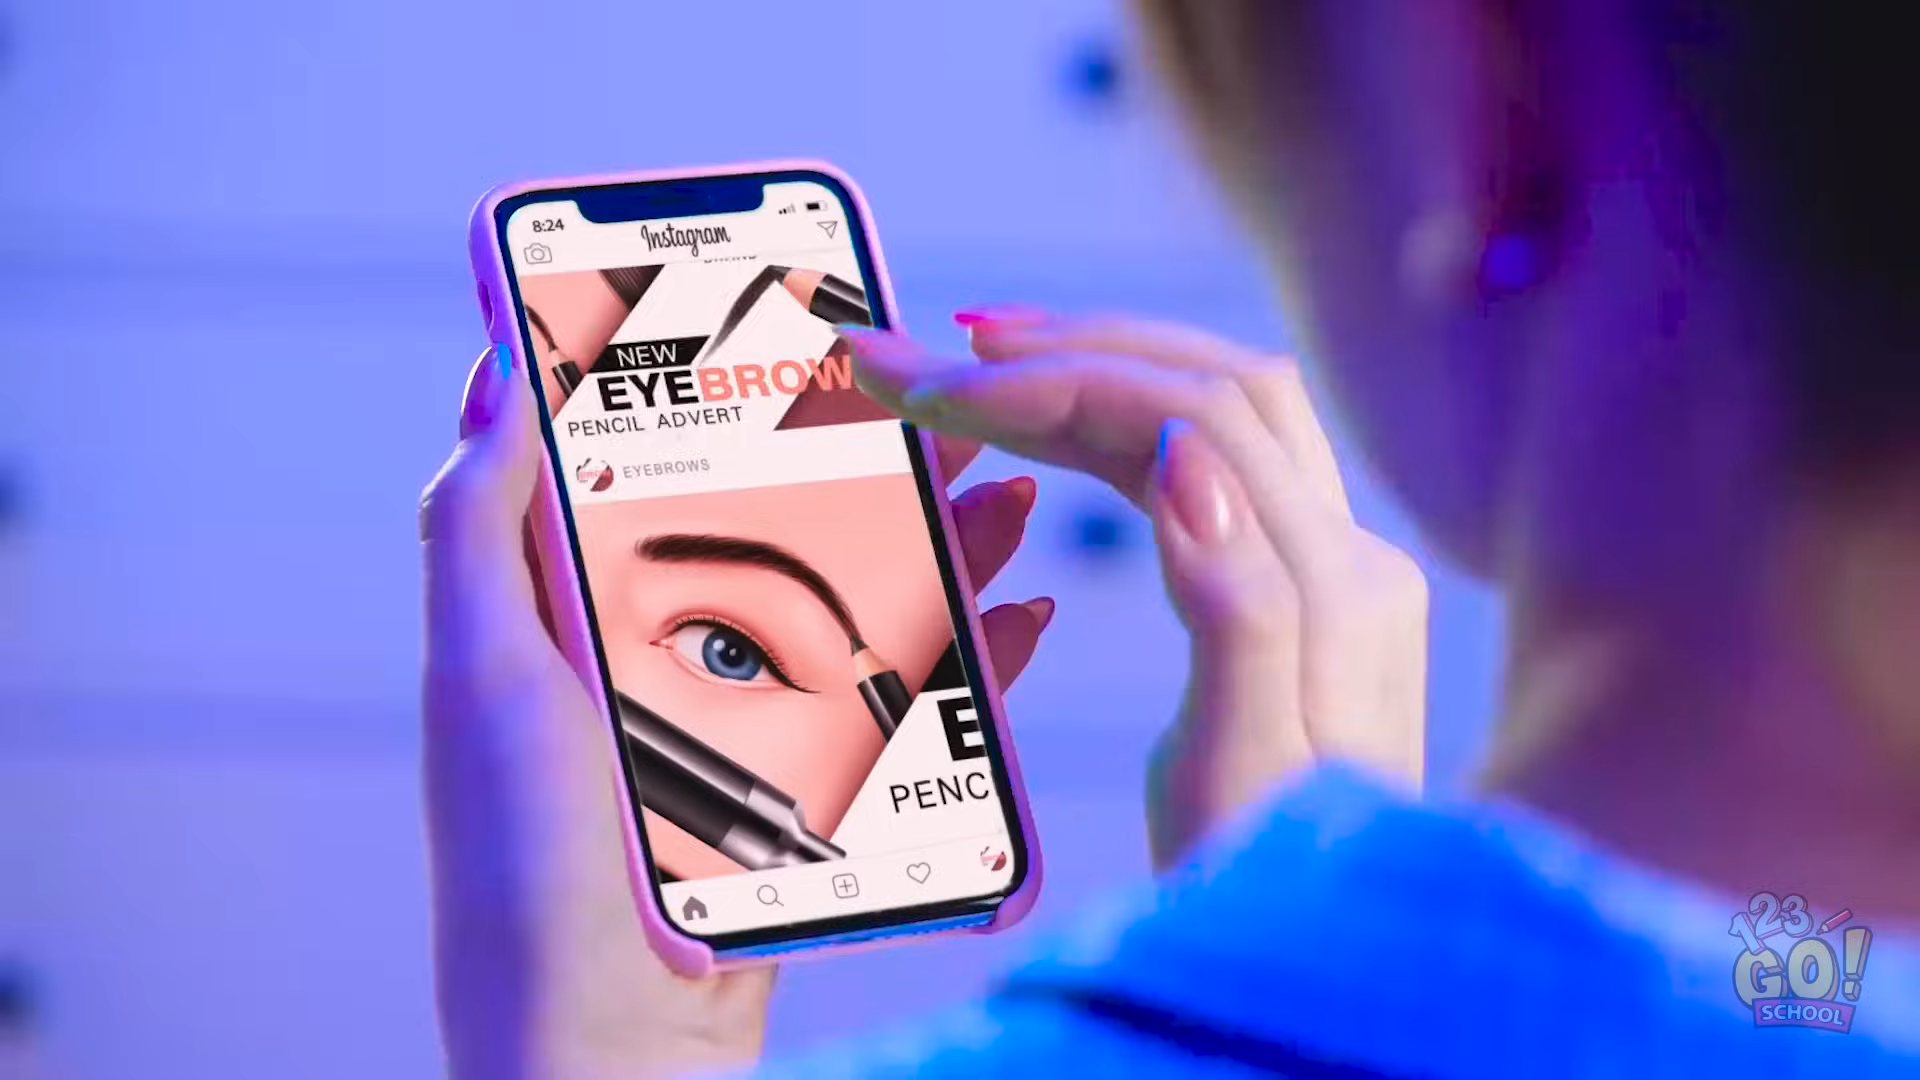 8:24
Instagram
NEW
EYEBROW
PENCIL ADVERT
EYEBROWS
E
PENC
123
GO!
SCHOOL